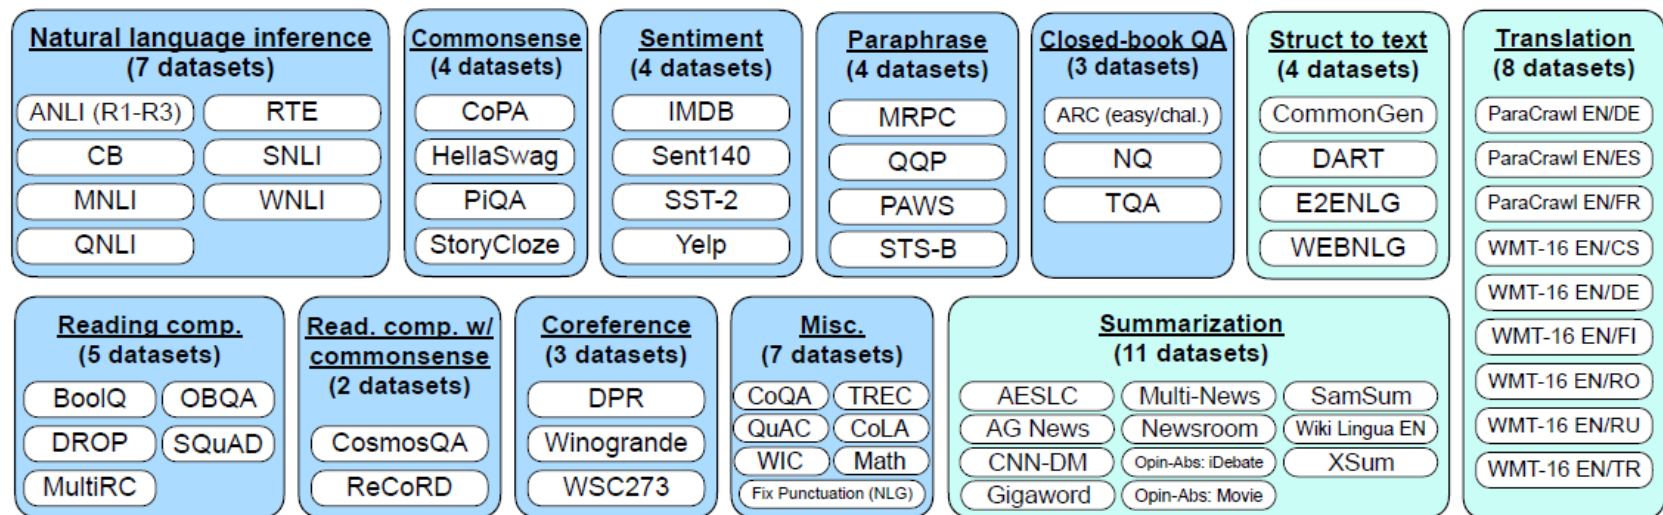 Natural language inference
(7 datasets)
ANLI (R1-R3)
RTE
CB
SNLI
MNLI
WNLI
QNLI
Commonsense
(4 datasets)
CoPA
HellaSwag
PiQA
StoryCloze
Sentiment
(4 datasets)
IMDB
Sent140
SST-2
Yelp
Paraphrase
(4 datasets)
MRPC
QQP
PAWS
STS-B
Closed-book QA
(3 datasets)
ARC (easy/chal.)
NQ
TQA
Struct to text
(4 datasets)
CommonGen
DART
E2ENLG
WEBNLG
Translation
(8 datasets)
ParaCrawl EN/DE
ParaCrawl EN/ES
ParaCrawl EN/FR
WMT-16 EN/CS
WMT-16 EN/DE
WMT-16 EN/FI
WMT-16 EN/RO
WMT-16 EN/RU
WMT-16 EN/TR
Reading comp.
(5 datasets)
BoolQ
OBQA
DROP
SQuAD
MultiRC
Read. comp. w/
commonsense
(2 datasets)
CosmosQA
ReCoRD
Coreference
(3 datasets)
DPR
Winogrande
WSC273
Misc.
(7 datasets)
CoQA
TREC
QuAC
CoLA
WIC
Math
Fix Punctuation (NLG)
Summarization
(11 datasets)
AESLC
Multi-News
SamSum
AG News
Newsroom
Wiki Lingua EN
CNN-DM
Opin-Abs: iDebate
XSum
Gigaword
Opin-Abs: Movie